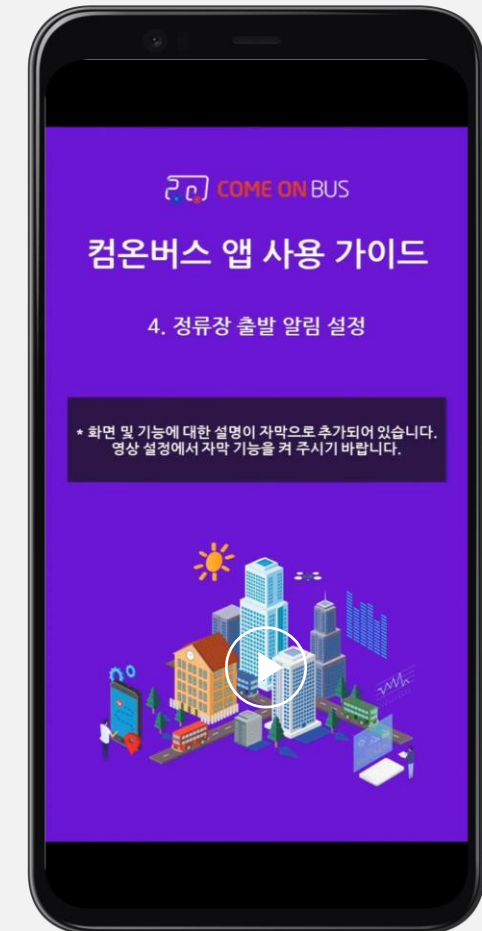 COME ON BUS
컴온버스 앱 사용 가이드
4. 정류장 출발 알림 설정
* 화면 및 기능에 대한 설명이 자막으로 추가되어 있습니다.
영상 설정에서 자막 기능을 켜 주시기 바랍니다.